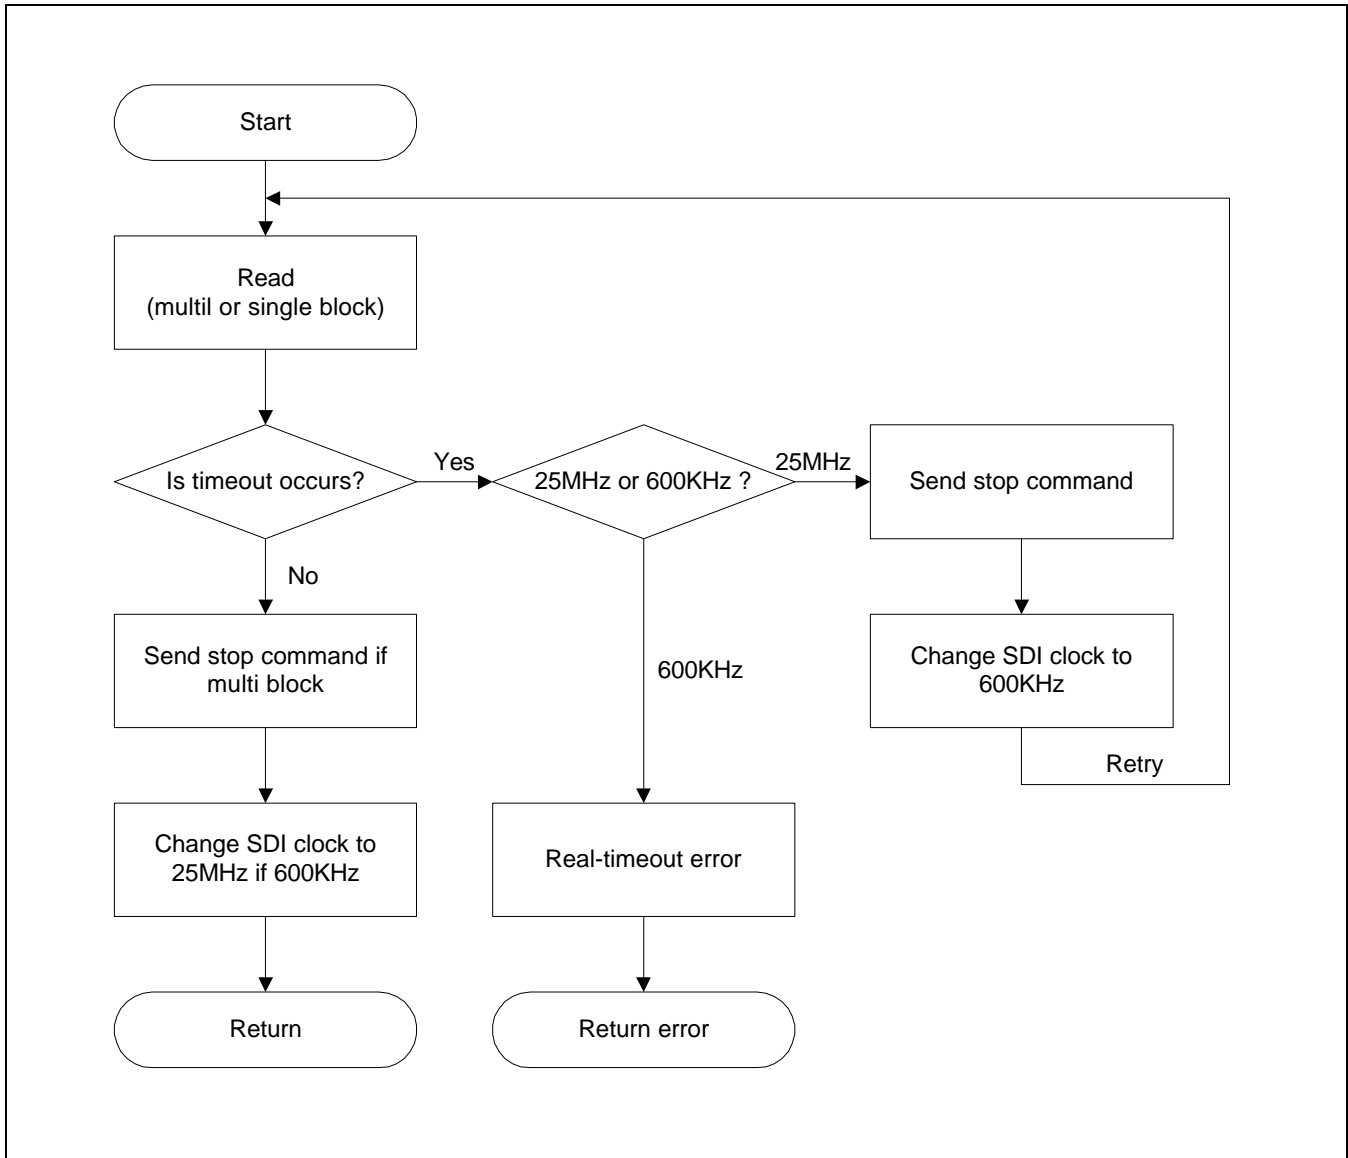 Start
Read
(multil or single block)
Is timeout occurs?
Yes
25MHz or 600KHz ?
25MHz
Send stop command
No
Send stop command if
multi block
600KHz
Change SDI clock to
600KHz
Retry
Change SDI clock to
25MHz if 600KHz
Real-timeout error
Return
Return error